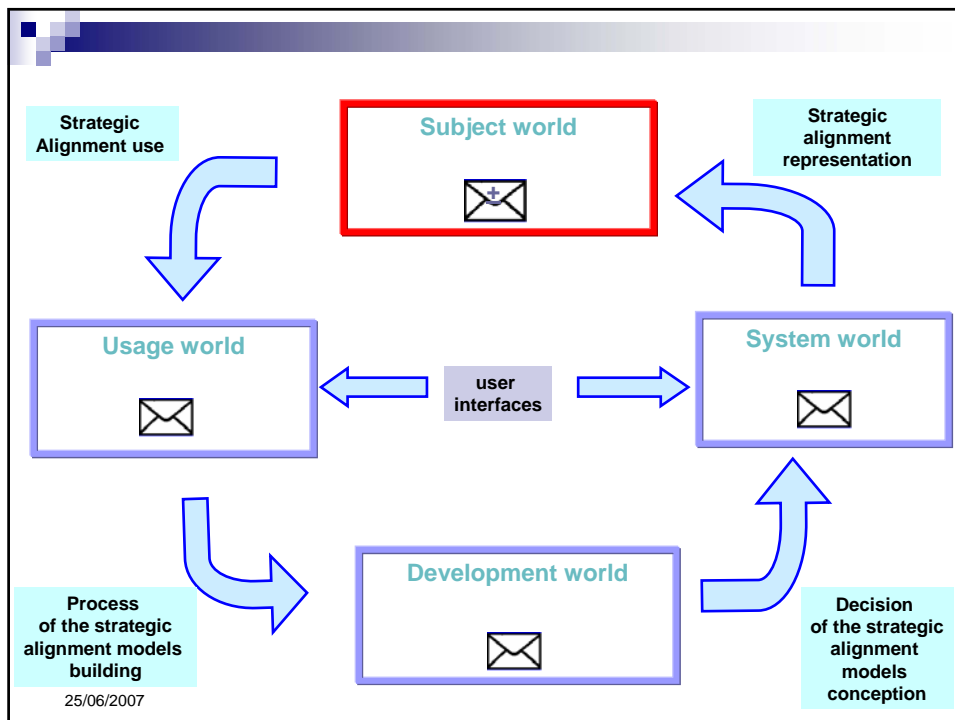 Strategic
Alignment use
Subject world
Strategic
alignment
representation
Usage world
user
interfaces
System world
Development world
Process
of the strategic
alignment models
building
Decision
of the strategic
alignment
models
conception
25/06/2007